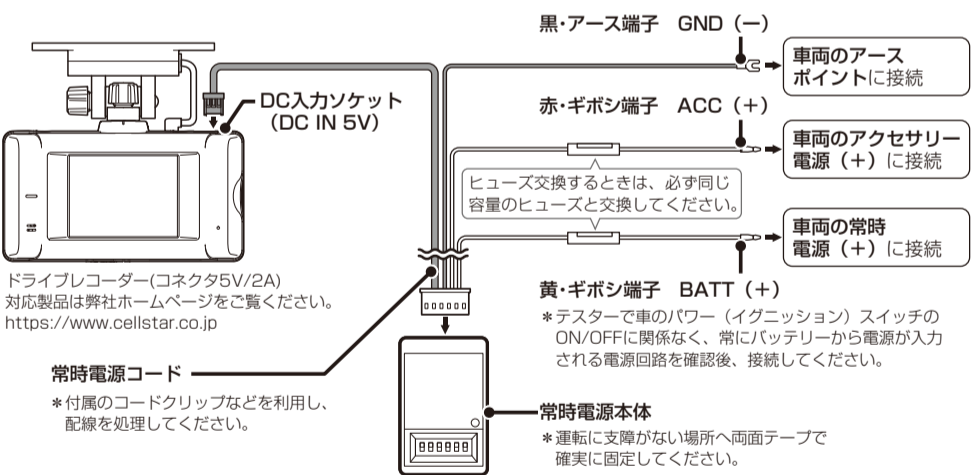 黒・アース端子　GND（ー）
車両のアース
ポイントに接続
DC入力ソケット
（DC IN 5V）
赤・ギボシ端子　ACC（+）
車両のアクセサリー
電源（+）に接続
ヒューズ交換するときは、必ず同じ
容量のヒューズと交換してください。
車両の常時
電源（+）に接続
ドライブレコーダー(コネクタ5V/2A)
対応製品は弊社ホームページをご覧ください。
https://www.cellstar.co.jp
黄・ギボシ端子　BATT（+）
＊テスターで車のパワー（イグニッション）スイッチの
ON/OFFに関係なく、常にバッテリーから電源が入力
される電源回路を確認後、接続してください。
常時電源コード
＊付属のコードクリップなどを利用し、
配線を処理してください。
常時電源本体
＊運転に支障がない場所へ両面テープで
確実に固定してください。